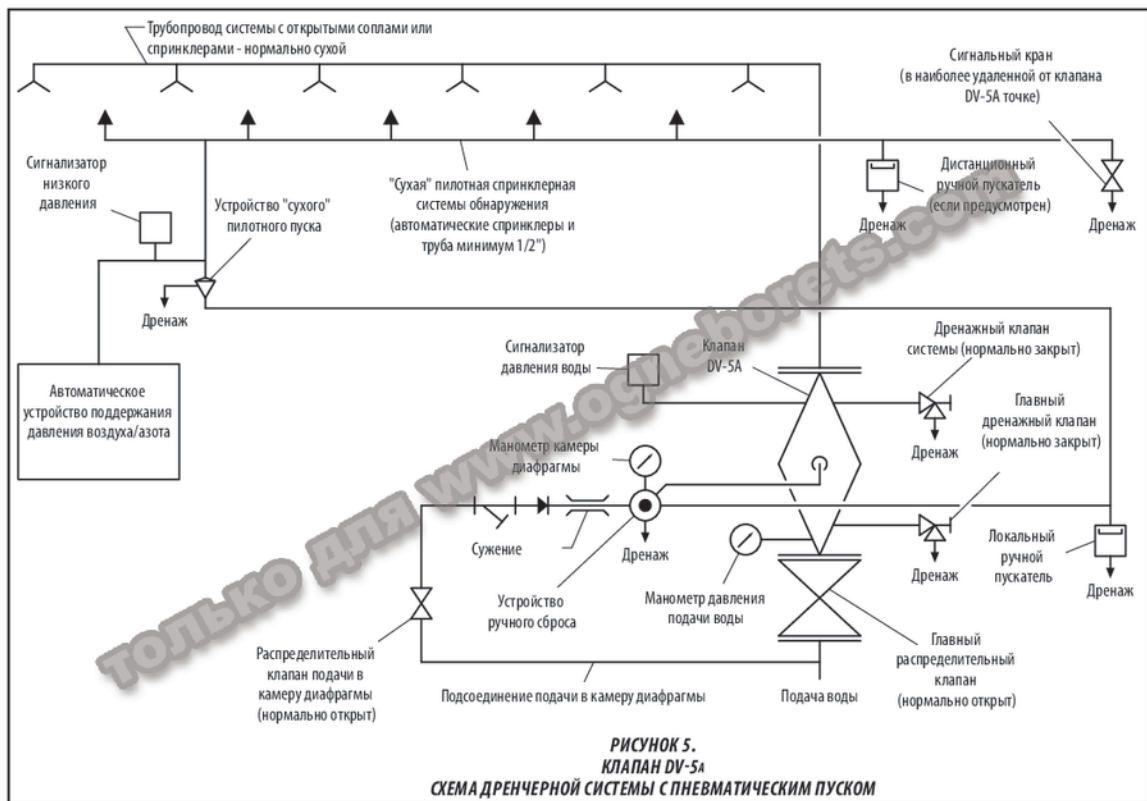 Трубопровод системы с открытыми соплами или
спринклерами - нормально сухой
Сигнальный кран
(в наиболее удаленной от клапана
DV-5A точке)
Сигнализатор
низкого
давления
Устройство "сухого"
пилотного пуска
"Сухая" пилотная спринклерная
системы обнаружения
(автоматические спринклеры и
труба минимум 1/2")
Дистанционный
ручной пускатель
(если предусмотрен)
Дренаж
Дренаж
Дренаж
Автоматическое
устройство поддержания
давления воздуха/азота
Сигнализатор
давления воды
Клапан
DV-5A
Дренажный клапан
системы (нормально закрыт)
Дренаж
Главный
дренажный клапан
(нормально закрыт)
Манометр камеры
диафрагмы
Сужение
Дренаж
Устройство
ручного сброса
Манометр давления
подачи воды
Дренаж
Локальный
ручной
пускатель
Дренаж
Распределительный
клапан подачи в
камеру диафрагмы
(нормально открыт)
Подсоединение подачи в камеру диафрагмы
Подача воды
Главный
распределительный
клапан
(нормально открыт)
только для www.ogneborets.com
РИСУНОК 5.
КЛАПАН DV-5A
СХЕМА ДРЕНЧЕРНОЙ СИСТЕМЫ С ПНЕВМАТИЧЕСКИМ ПУСКОМ